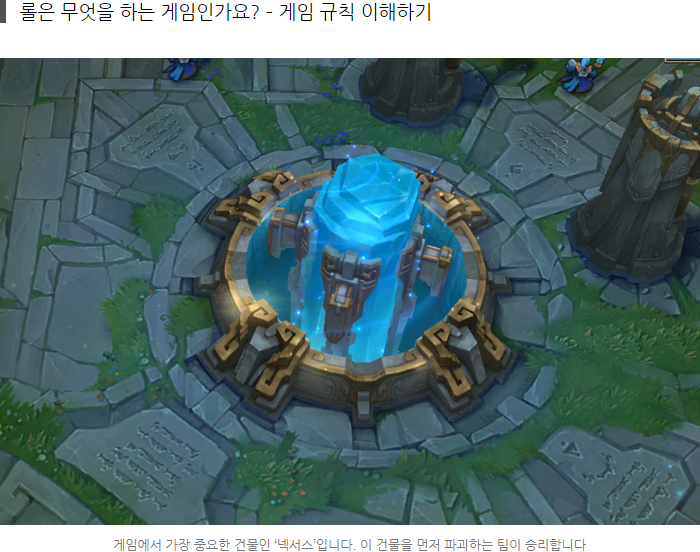 롤은 무엇을 하는 게임인가요? - 게임 규칙 이해하기
게임에서 가장 중요한 건물인 ‘넥서스’입니다. 이 건물을 먼저 파괴하는 팀이 승리합니다